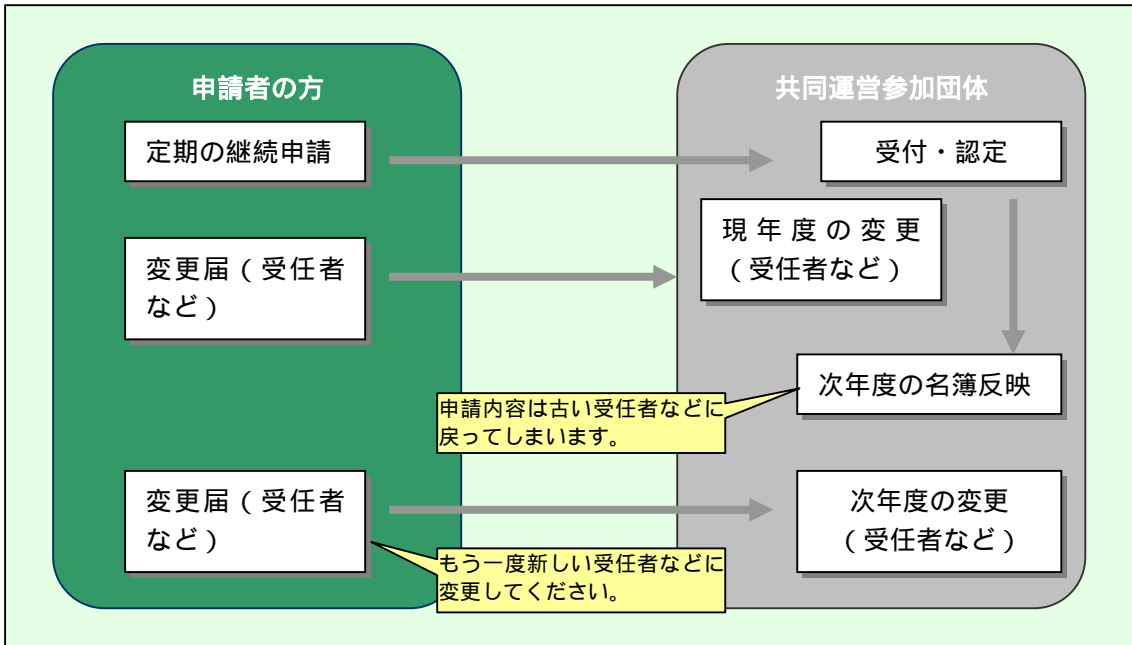 申請者の方
共同運営参加団体
定期の継続申請
受付・認定
変更届（受任者
など）
現年度の変更
（受任者など）
次年度の名簿反映
申請内容は古い受任者などに
戻ってしまいます。
変更届（受任者
など）
次年度の変更
（受任者など）
もう一度新しい受任者などに
変更してください。